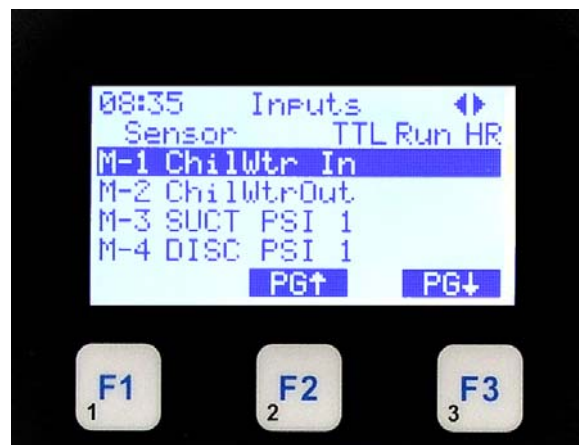 08:35 Inputs ◀▶
Sensor TTL Run HR
M-1 ChilWtr In
M-2 ChilWtrOut
M-3 SUCT PSI 1
M-4 DISC PSI 1
PG↑ PG↓
F1 F2 F3
1 2 3